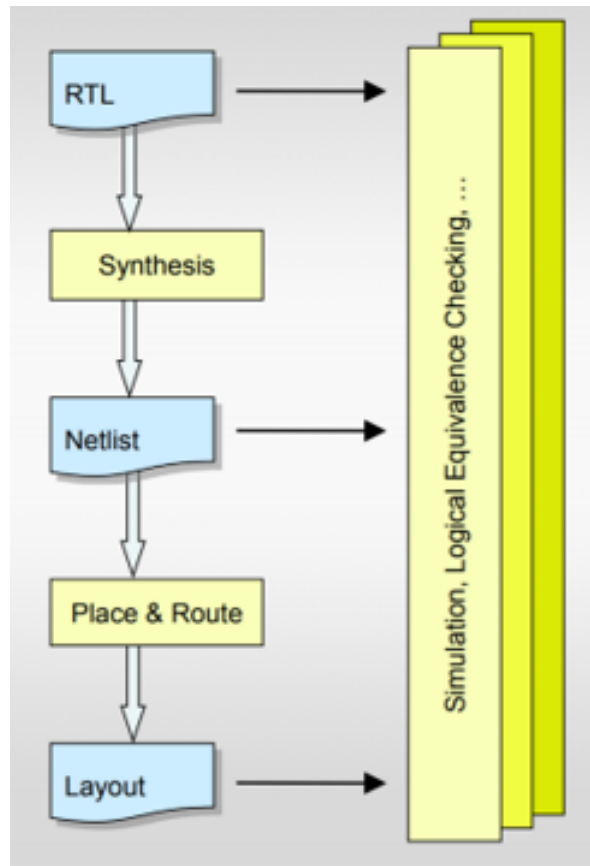 RTL
Synthesis
Netlist
Place & Route
Layout
Simulation, Logical Equivalence Checking, ...